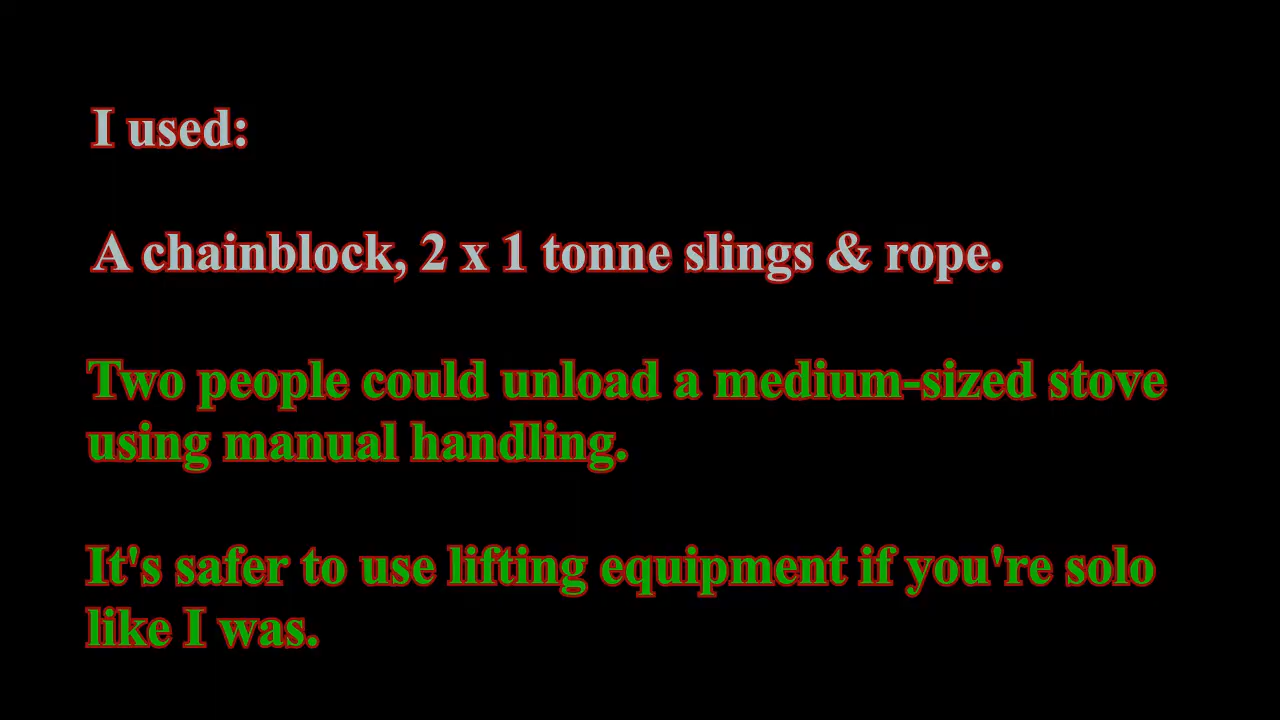 I used:
A chainblock, 2 x 1 tonne slings & rope.
Two people could unload a medium-sized stove
using manual handling.
It's safer to use lifting equipment if you're solo
like I was.